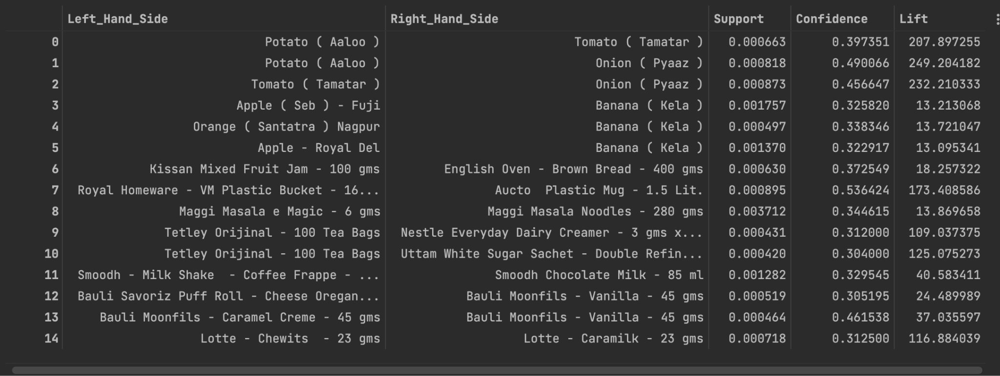 Left_Hand_Side Right_Hand_Side Support Confidence Lift
0 Potato ( Aaloo ) Tomato ( Tamatar ) 0.000663 0.397351 207.897255
1 Potato ( Aaloo ) Onion ( Pyaaz ) 0.000818 0.490066 249.204182
2 Tomato ( Tamatar ) Onion ( Pyaaz ) 0.000873 0.456647 232.210333
3 Apple ( Seb ) - Fuji Banana ( Kela ) 0.001757 0.325820 13.213068
4 Orange ( Santatra ) Nagpur Banana ( Kela ) 0.000497 0.338346 13.721047
5 Apple - Royal Del Banana ( Kela ) 0.001370 0.322917 13.095341
6 Kissan Mixed Fruit Jam - 100 gms English Oven - Brown Bread - 400 gms 0.000630 0.372549 18.257322
7 Royal Homeware - VM Plastic Bucket - 16... Aucto  Plastic Mug - 1.5 Lit. 0.000895 0.536424 173.408586
8 Maggi Masala e Magic - 6 gms Maggi Masala Noodles - 280 gms 0.003712 0.344615 13.869658
9 Tetley Orijinal - 100 Tea Bags Nestle Everyday Dairy Creamer - 3 gms x... 0.000431 0.312000 109.037375
10 Tetley Orijinal - 100 Tea Bags Uttam White Sugar Sachet - Double Refin... 0.000420 0.304000 125.075273
11 Smoodh - Milk Shake  - Coffee Frappe - ... Smoodh Chocolate Milk - 85 ml 0.001282 0.329545 40.583411
12 Bauli Savoriz Puff Roll - Cheese Oregan... Bauli Moonfils - Vanilla - 45 gms 0.000519 0.305195 24.489989
13 Bauli Moonfils - Caramel Creme - 45 gms Bauli Moonfils - Vanilla - 45 gms 0.000464 0.461538 37.035597
14 Lotte - Chewits  - 23 gms Lotte - Caramilk - 23 gms 0.000718 0.312500 116.884039